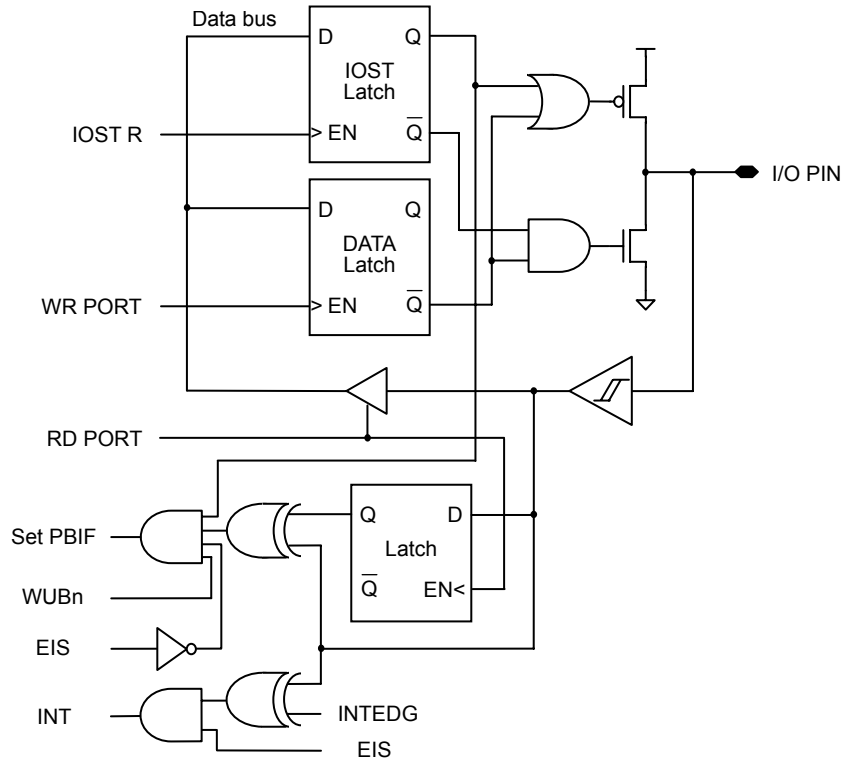 Data bus
D Q
IOST
Latch
IOST R
> EN Q̅
I/O PIN
D Q
DATA
Latch
WR PORT
> EN Q̅
RD PORT
Q D
Set PBIF
Latch
WUBn
Q̅ EN<
EIS
INT
INTEDG
EIS